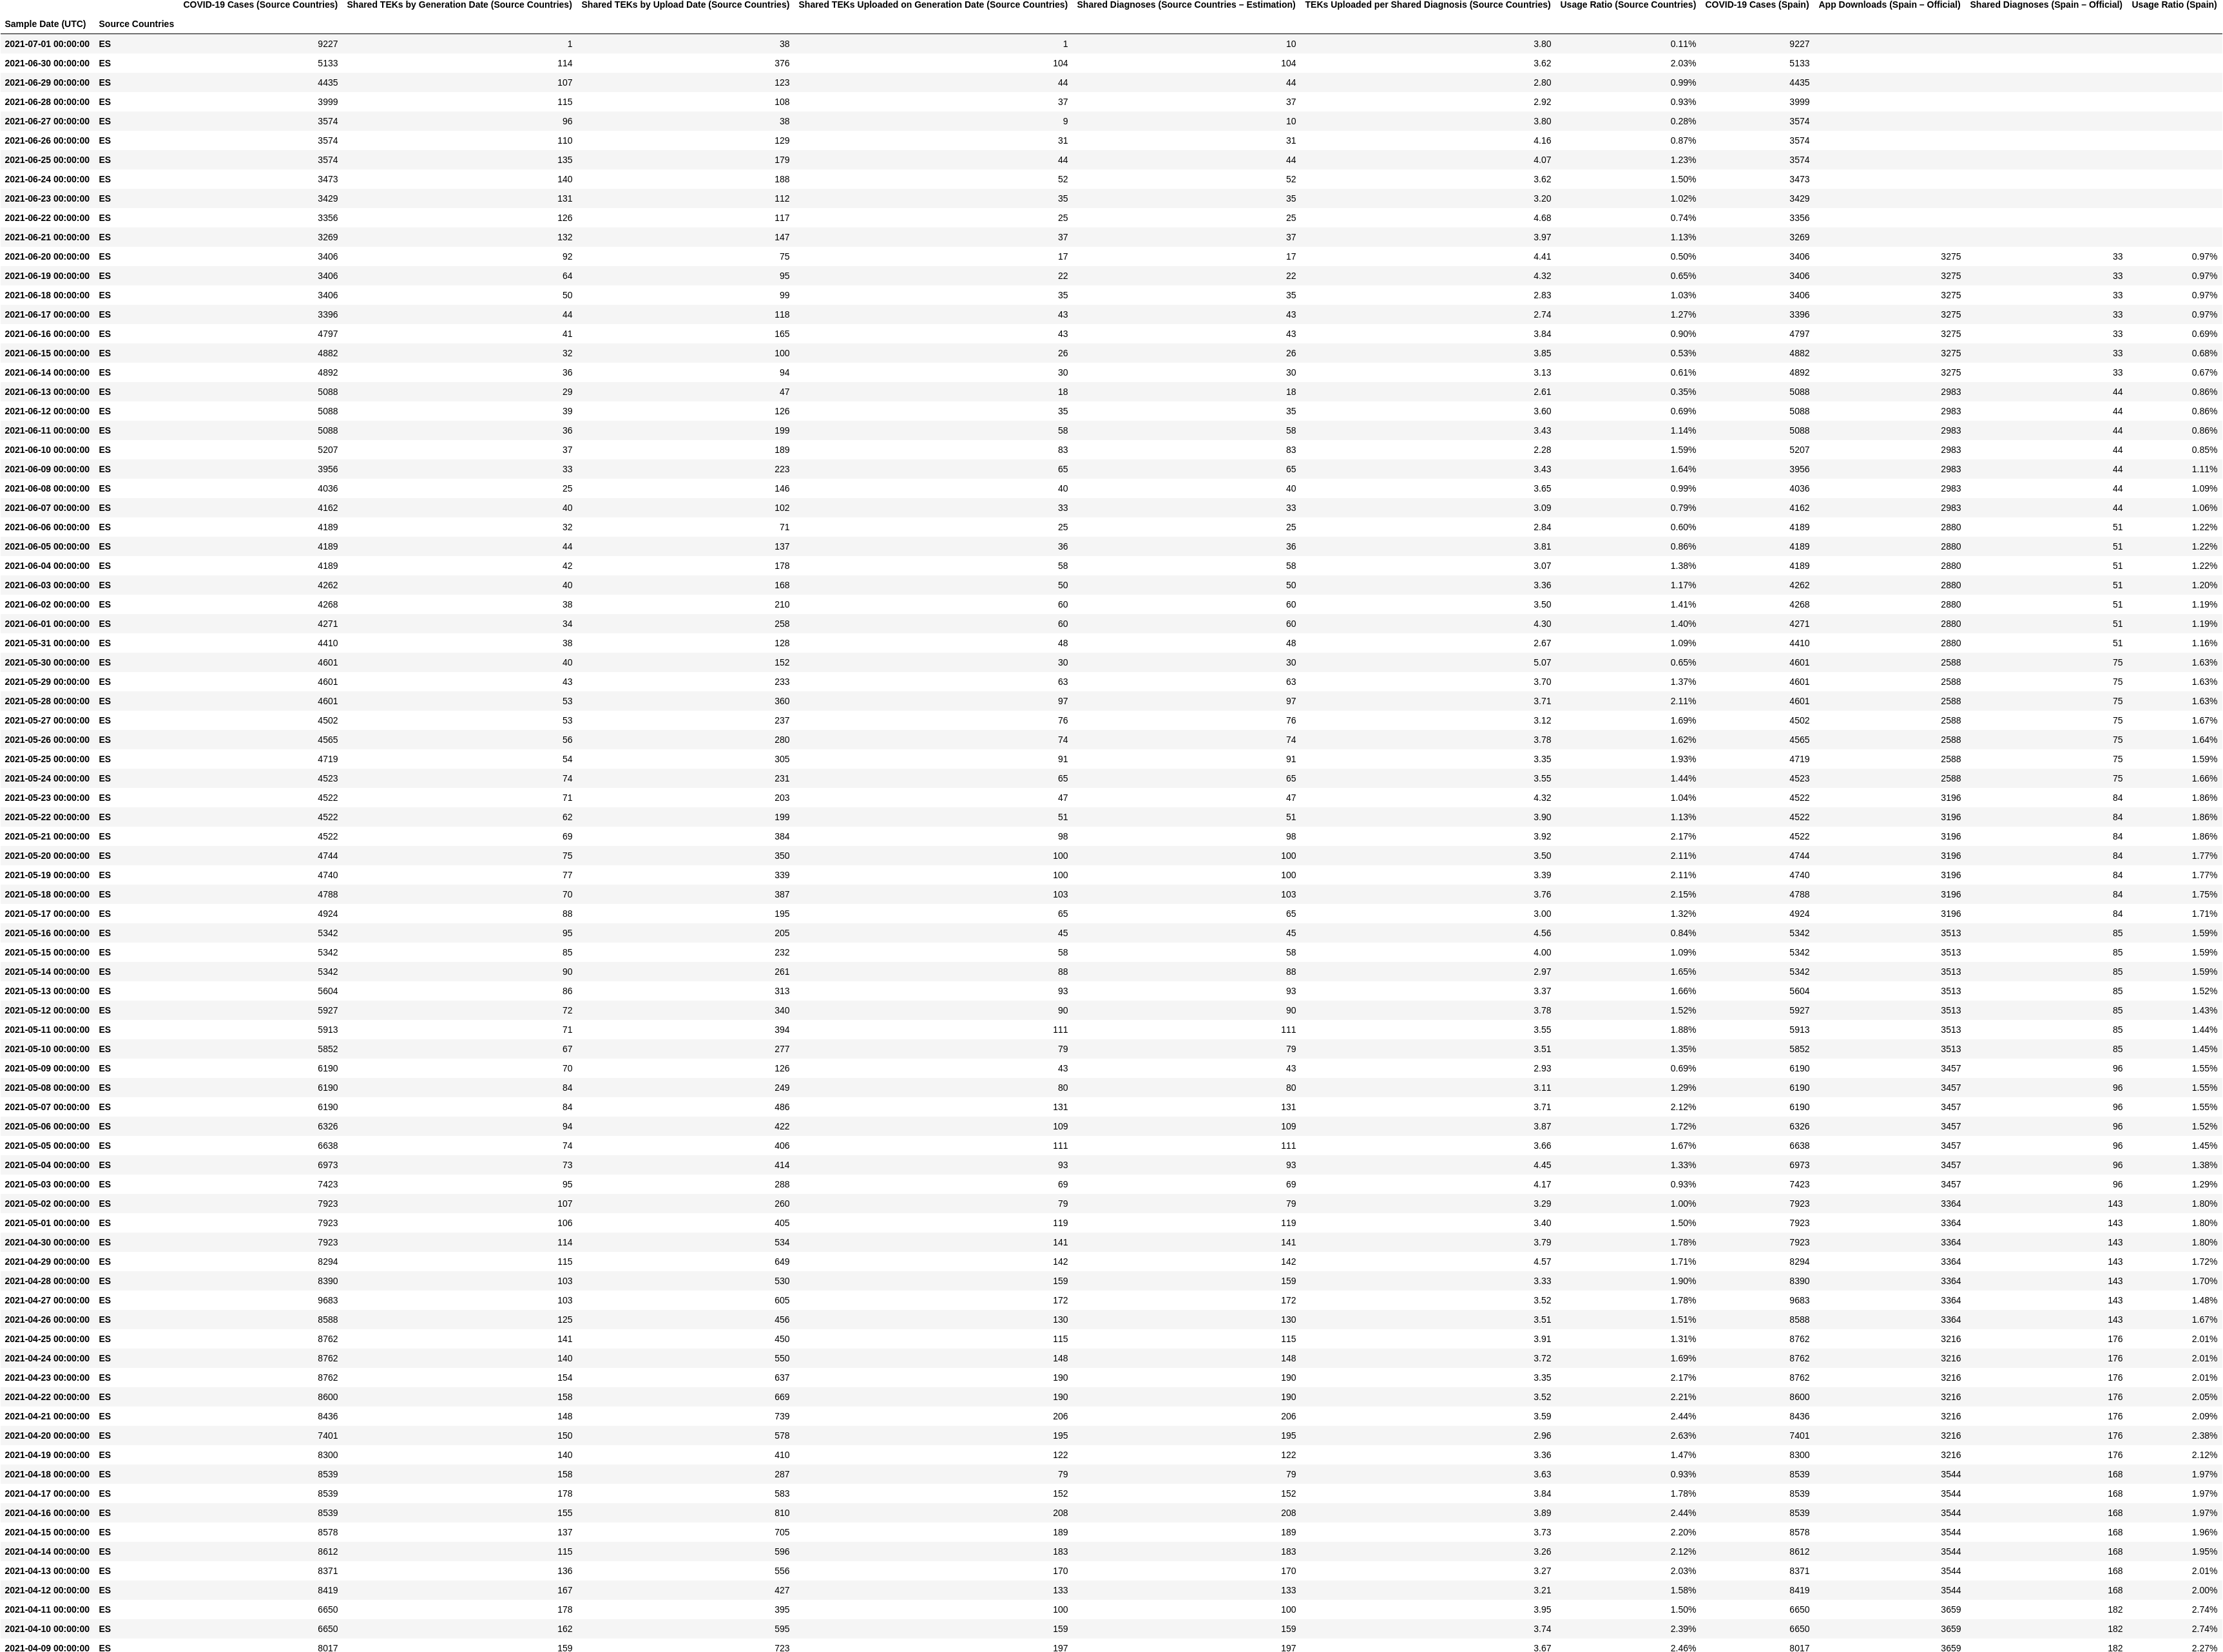 COVID-19 Cases (Source Countries) Shared TEKs by Generation Date (Source Countries) Shared TEKs by Upload Date (Source Countries) Shared TEKs Uploaded on Generation Date (Source Countries) Shared Diagnoses (Source Countries – Estimation) TEKs Uploaded per Shared Diagnosis (Source Countries) Usage Ratio (Source Countries) COVID-19 Cases (Spain) App Downloads (Spain – Official) Shared Diagnoses (Spain – Official) Usage Ratio (Spain)
Sample Date (UTC) Source Countries
2021-07-01 00:00:00 ES 9227 1 38 1 10 3.80 0.11% 9227
2021-06-30 00:00:00 ES 5133 114 376 104 104 3.62 2.03% 5133
2021-06-29 00:00:00 ES 4435 107 123 44 44 2.80 0.99% 4435
2021-06-28 00:00:00 ES 3999 115 108 37 37 2.92 0.93% 3999
2021-06-27 00:00:00 ES 3574 96 38 9 10 3.80 0.28% 3574
2021-06-26 00:00:00 ES 3574 110 129 31 31 4.16 0.87% 3574
2021-06-25 00:00:00 ES 3574 135 179 44 44 4.07 1.23% 3574
2021-06-24 00:00:00 ES 3473 140 188 52 52 3.62 1.50% 3473
2021-06-23 00:00:00 ES 3429 131 112 35 35 3.20 1.02% 3429
2021-06-22 00:00:00 ES 3356 126 117 25 25 4.68 0.74% 3356
2021-06-21 00:00:00 ES 3269 132 147 37 37 3.97 1.13% 3269
2021-06-20 00:00:00 ES 3406 92 75 17 17 4.41 0.50% 3406 3275 33 0.97%
2021-06-19 00:00:00 ES 3406 64 95 22 22 4.32 0.65% 3406 3275 33 0.97%
2021-06-18 00:00:00 ES 3406 50 99 35 35 2.83 1.03% 3406 3275 33 0.97%
2021-06-17 00:00:00 ES 3396 44 118 43 43 2.74 1.27% 3396 3275 33 0.97%
2021-06-16 00:00:00 ES 4797 41 165 43 43 3.84 0.90% 4797 3275 33 0.69%
2021-06-15 00:00:00 ES 4882 32 100 26 26 3.85 0.53% 4882 3275 33 0.68%
2021-06-14 00:00:00 ES 4892 36 94 30 30 3.13 0.61% 4892 3275 33 0.67%
2021-06-13 00:00:00 ES 5088 29 47 18 18 2.61 0.35% 5088 2983 44 0.86%
2021-06-12 00:00:00 ES 5088 39 126 35 35 3.60 0.69% 5088 2983 44 0.86%
2021-06-11 00:00:00 ES 5088 36 199 58 58 3.43 1.14% 5088 2983 44 0.86%
2021-06-10 00:00:00 ES 5207 37 189 83 83 2.28 1.59% 5207 2983 44 0.85%
2021-06-09 00:00:00 ES 3956 33 223 65 65 3.43 1.64% 3956 2983 44 1.11%
2021-06-08 00:00:00 ES 4036 25 146 40 40 3.65 0.99% 4036 2983 44 1.09%
2021-06-07 00:00:00 ES 4162 40 102 33 33 3.09 0.79% 4162 2983 44 1.06%
2021-06-06 00:00:00 ES 4189 32 71 25 25 2.84 0.60% 4189 2880 51 1.22%
2021-06-05 00:00:00 ES 4189 44 137 36 36 3.81 0.86% 4189 2880 51 1.22%
2021-06-04 00:00:00 ES 4189 42 178 58 58 3.07 1.38% 4189 2880 51 1.22%
2021-06-03 00:00:00 ES 4262 40 168 50 50 3.36 1.17% 4262 2880 51 1.20%
2021-06-02 00:00:00 ES 4268 38 210 60 60 3.50 1.41% 4268 2880 51 1.19%
2021-06-01 00:00:00 ES 4271 34 258 60 60 4.30 1.40% 4271 2880 51 1.19%
2021-05-31 00:00:00 ES 4410 38 128 48 48 2.67 1.09% 4410 2880 51 1.16%
2021-05-30 00:00:00 ES 4601 40 152 30 30 5.07 0.65% 4601 2588 75 1.63%
2021-05-29 00:00:00 ES 4601 43 233 63 63 3.70 1.37% 4601 2588 75 1.63%
2021-05-28 00:00:00 ES 4601 53 360 97 97 3.71 2.11% 4601 2588 75 1.63%
2021-05-27 00:00:00 ES 4502 53 237 76 76 3.12 1.69% 4502 2588 75 1.67%
2021-05-26 00:00:00 ES 4565 56 280 74 74 3.78 1.62% 4565 2588 75 1.64%
2021-05-25 00:00:00 ES 4719 54 305 91 91 3.35 1.93% 4719 2588 75 1.59%
2021-05-24 00:00:00 ES 4523 74 231 65 65 3.55 1.44% 4523 2588 75 1.66%
2021-05-23 00:00:00 ES 4522 71 203 47 47 4.32 1.04% 4522 3196 84 1.86%
2021-05-22 00:00:00 ES 4522 62 199 51 51 3.90 1.13% 4522 3196 84 1.86%
2021-05-21 00:00:00 ES 4522 69 384 98 98 3.92 2.17% 4522 3196 84 1.86%
2021-05-20 00:00:00 ES 4744 75 350 100 100 3.50 2.11% 4744 3196 84 1.77%
2021-05-19 00:00:00 ES 4740 77 339 100 100 3.39 2.11% 4740 3196 84 1.77%
2021-05-18 00:00:00 ES 4788 70 387 103 103 3.76 2.15% 4788 3196 84 1.75%
2021-05-17 00:00:00 ES 4924 88 195 65 65 3.00 1.32% 4924 3196 84 1.71%
2021-05-16 00:00:00 ES 5342 95 205 45 45 4.56 0.84% 5342 3513 85 1.59%
2021-05-15 00:00:00 ES 5342 85 232 58 58 4.00 1.09% 5342 3513 85 1.59%
2021-05-14 00:00:00 ES 5342 90 261 88 88 2.97 1.65% 5342 3513 85 1.59%
2021-05-13 00:00:00 ES 5604 86 313 93 93 3.37 1.66% 5604 3513 85 1.52%
2021-05-12 00:00:00 ES 5927 72 340 90 90 3.78 1.52% 5927 3513 85 1.43%
2021-05-11 00:00:00 ES 5913 71 394 111 111 3.55 1.88% 5913 3513 85 1.44%
2021-05-10 00:00:00 ES 5852 67 277 79 79 3.51 1.35% 5852 3513 85 1.45%
2021-05-09 00:00:00 ES 6190 70 126 43 43 2.93 0.69% 6190 3457 96 1.55%
2021-05-08 00:00:00 ES 6190 84 249 80 80 3.11 1.29% 6190 3457 96 1.55%
2021-05-07 00:00:00 ES 6190 84 486 131 131 3.71 2.12% 6190 3457 96 1.55%
2021-05-06 00:00:00 ES 6326 94 422 109 109 3.87 1.72% 6326 3457 96 1.52%
2021-05-05 00:00:00 ES 6638 74 406 111 111 3.66 1.67% 6638 3457 96 1.45%
2021-05-04 00:00:00 ES 6973 73 414 93 93 4.45 1.33% 6973 3457 96 1.38%
2021-05-03 00:00:00 ES 7423 95 288 69 69 4.17 0.93% 7423 3457 96 1.29%
2021-05-02 00:00:00 ES 7923 107 260 79 79 3.29 1.00% 7923 3364 143 1.80%
2021-05-01 00:00:00 ES 7923 106 405 119 119 3.40 1.50% 7923 3364 143 1.80%
2021-04-30 00:00:00 ES 7923 114 534 141 141 3.79 1.78% 7923 3364 143 1.80%
2021-04-29 00:00:00 ES 8294 115 649 142 142 4.57 1.71% 8294 3364 143 1.72%
2021-04-28 00:00:00 ES 8390 103 530 159 159 3.33 1.90% 8390 3364 143 1.70%
2021-04-27 00:00:00 ES 9683 103 605 172 172 3.52 1.78% 9683 3364 143 1.48%
2021-04-26 00:00:00 ES 8588 125 456 130 130 3.51 1.51% 8588 3364 143 1.67%
2021-04-25 00:00:00 ES 8762 141 450 115 115 3.91 1.31% 8762 3216 176 2.01%
2021-04-24 00:00:00 ES 8762 140 550 148 148 3.72 1.69% 8762 3216 176 2.01%
2021-04-23 00:00:00 ES 8762 154 637 190 190 3.35 2.17% 8762 3216 176 2.01%
2021-04-22 00:00:00 ES 8600 158 669 190 190 3.52 2.21% 8600 3216 176 2.05%
2021-04-21 00:00:00 ES 8436 148 739 206 206 3.59 2.44% 8436 3216 176 2.09%
2021-04-20 00:00:00 ES 7401 150 578 195 195 2.96 2.63% 7401 3216 176 2.38%
2021-04-19 00:00:00 ES 8300 140 410 122 122 3.36 1.47% 8300 3216 176 2.12%
2021-04-18 00:00:00 ES 8539 158 287 79 79 3.63 0.93% 8539 3544 168 1.97%
2021-04-17 00:00:00 ES 8539 178 583 152 152 3.84 1.78% 8539 3544 168 1.97%
2021-04-16 00:00:00 ES 8539 155 810 208 208 3.89 2.44% 8539 3544 168 1.97%
2021-04-15 00:00:00 ES 8578 137 705 189 189 3.73 2.20% 8578 3544 168 1.96%
2021-04-14 00:00:00 ES 8612 115 596 183 183 3.26 2.12% 8612 3544 168 1.95%
2021-04-13 00:00:00 ES 8371 136 556 170 170 3.27 2.03% 8371 3544 168 2.01%
2021-04-12 00:00:00 ES 8419 167 427 133 133 3.21 1.58% 8419 3544 168 2.00%
2021-04-11 00:00:00 ES 6650 178 395 100 100 3.95 1.50% 6650 3659 182 2.74%
2021-04-10 00:00:00 ES 6650 162 595 159 159 3.74 2.39% 6650 3659 182 2.74%
2021-04-09 00:00:00 ES 8017 159 723 197 197 3.67 2.46% 8017 3659 182 2.27%